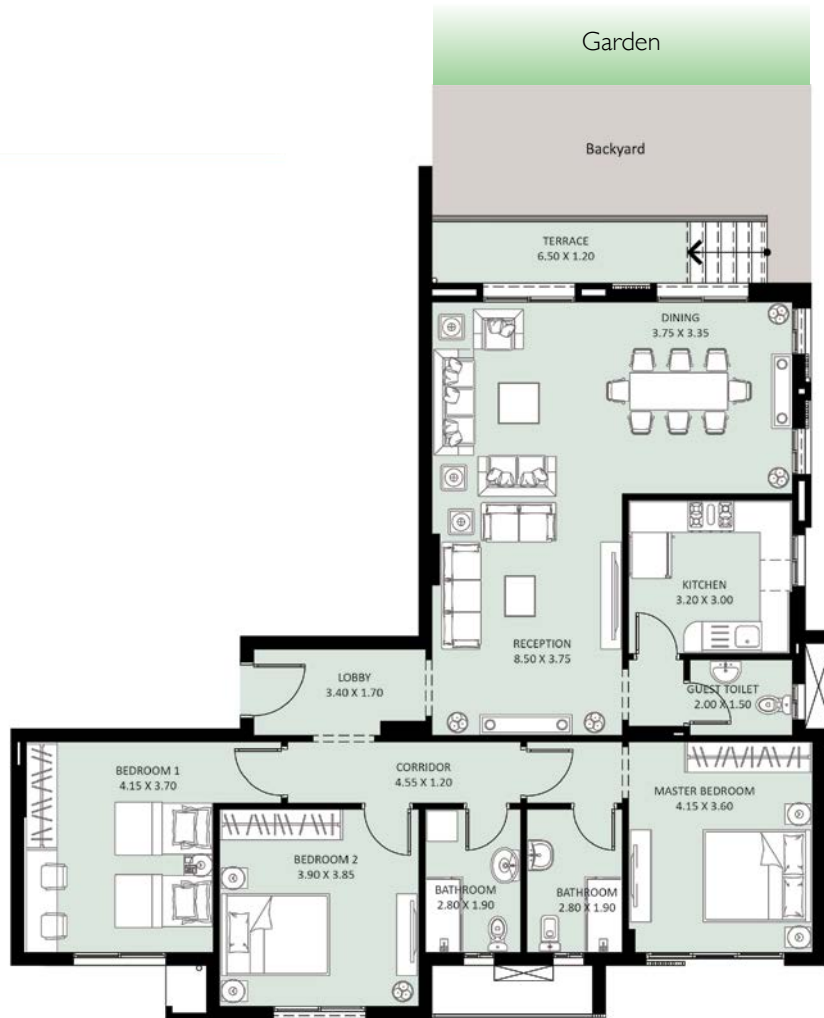 Garden
Backyard
TERRACE
6.50 X 1.20
DINING
3.75 X 3.35
KITCHEN
3.20 X 3.00
RECEPTION
8.50 X 3.75
LOBBY
3.40 X 1.70
GUEST TOILET
2.00 X 1.50
BEDROOM 1
4.15 X 3.70
CORRIDOR
4.55 X 1.20
MASTER BEDROOM
4.15 X 3.60
BEDROOM 2
3.90 X 3.85
BATHROOM
2.80 X 1.90
BATHROOM
2.80 X 1.90